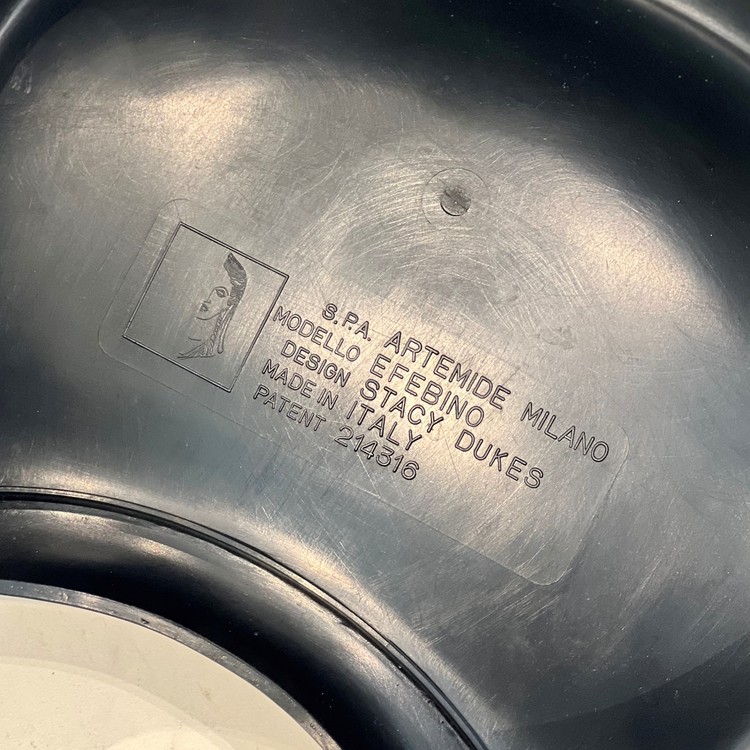 S.P.A. ARTEMIDE MILANO
MODELLO EFEBINO
DESIGN STACY DUKES
MADE IN ITALY
PATENT 214316